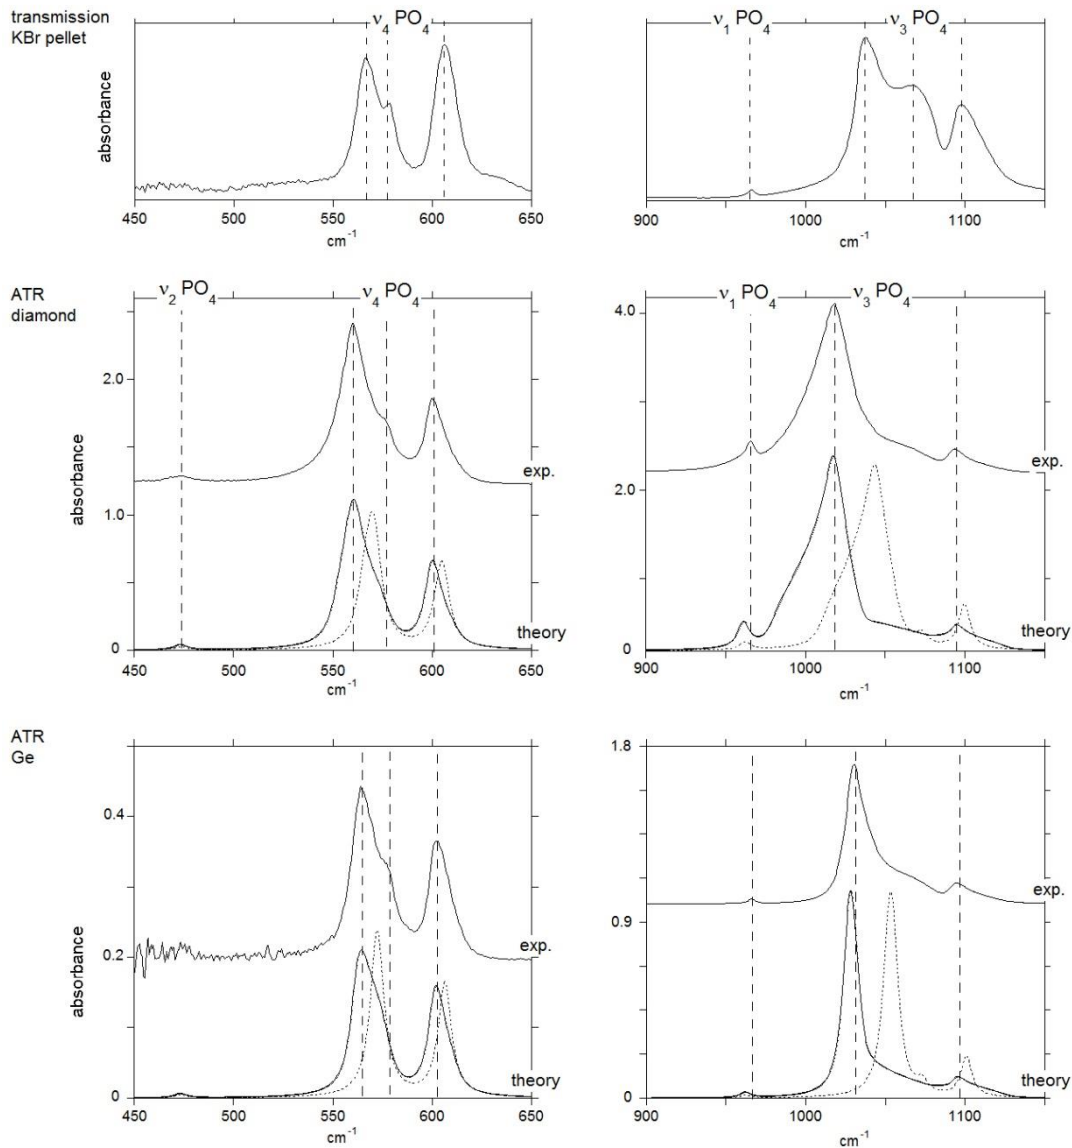 transmission
KBr pellet
ν4 PO4
absorbance
450 500 550 600 650
cm-1
ν1 PO4 ν3 PO4
900 1000 1100
cm-1
ATR
diamond
ν2 PO4 ν4 PO4
absorbance
2.0
1.0
0
exp.
theory
450 500 550 600 650
cm-1
ν1 PO4 ν3 PO4
4.0
2.0
0
exp.
theory
900 1000 1100
cm-1
ATR
Ge
absorbance
0.4
0.2
0
exp.
theory
450 500 550 600 650
cm-1
1.8
0.9
0
exp.
theory
900 1000 1100
cm-1